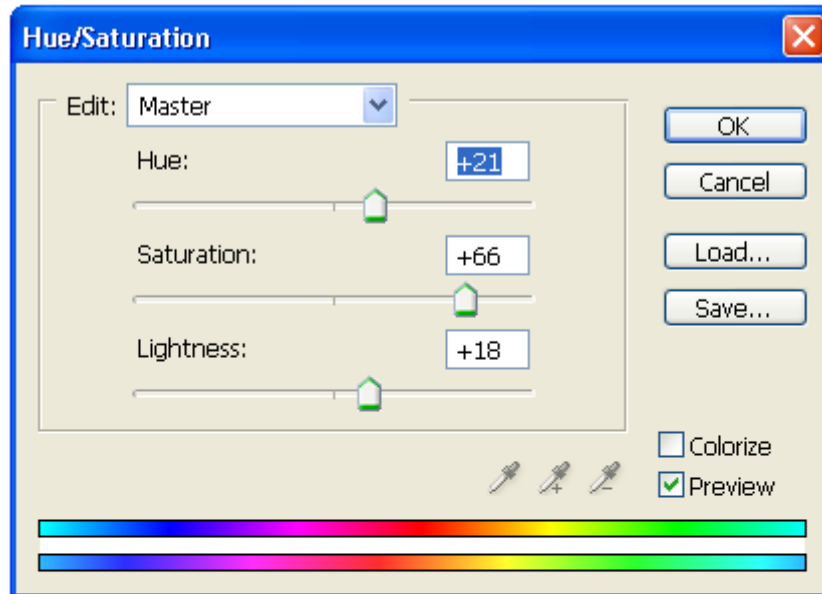 Hue/Saturation
Edit: Master
Hue: +21
Saturation: +66
Lightness: +18
OK
Cancel
Load...
Save...
Colorize
Preview